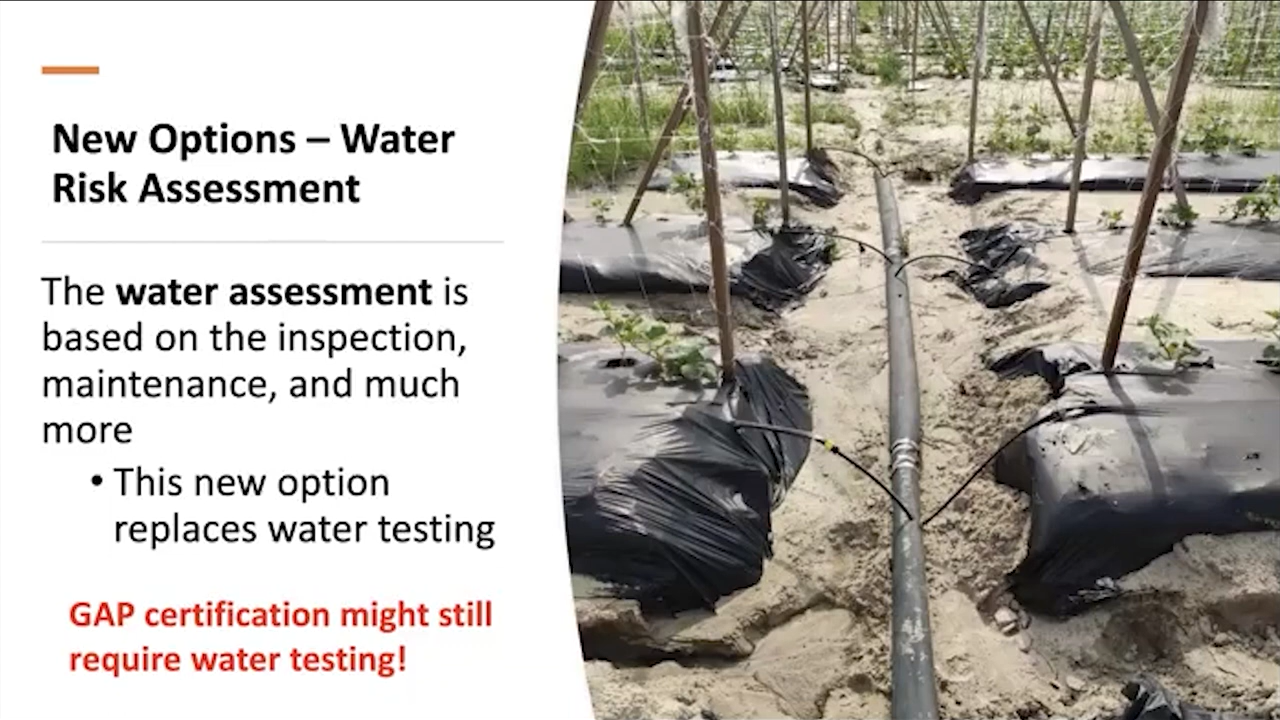 New Options – Water
Risk Assessment
The water assessment is
based on the inspection,
maintenance, and much
more
• This new option
replaces water testing
GAP certification might still
require water testing!